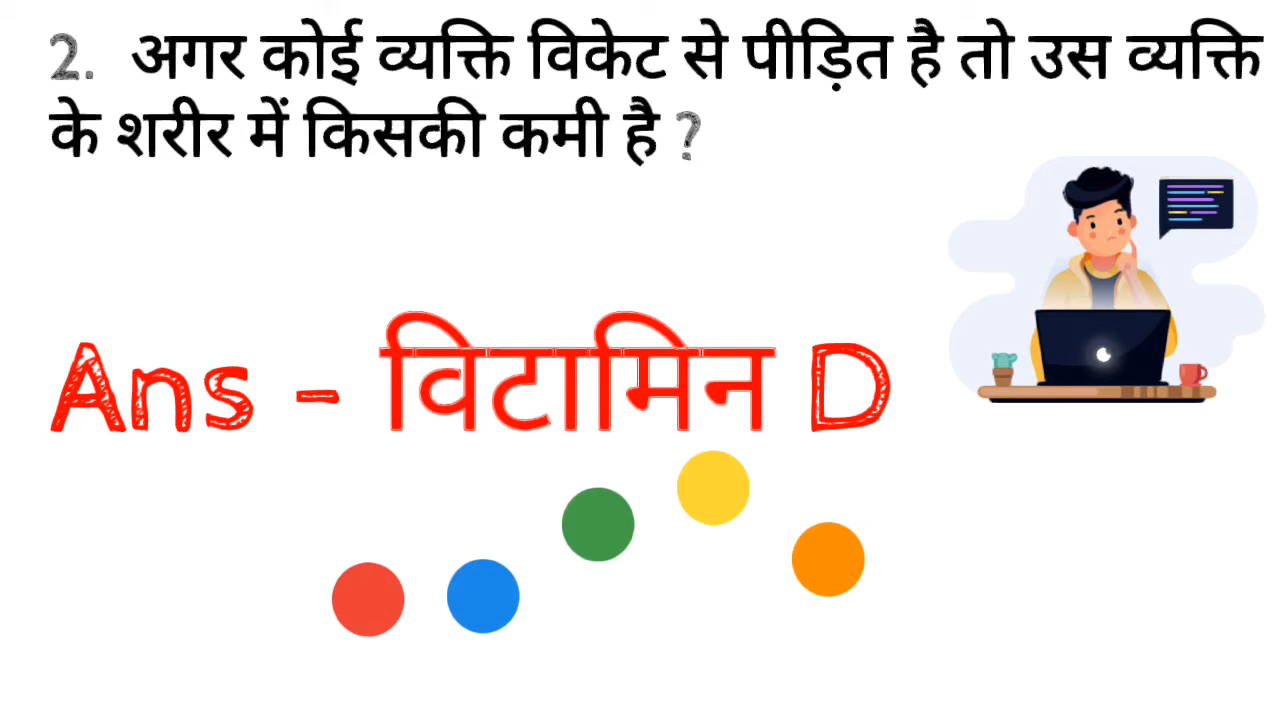 2. अगर कोई व्यक्ति विकेट से पीड़ित है तो उस व्यक्ति
के शरीर में किसकी कमी है ?
Ans - विटामिन D